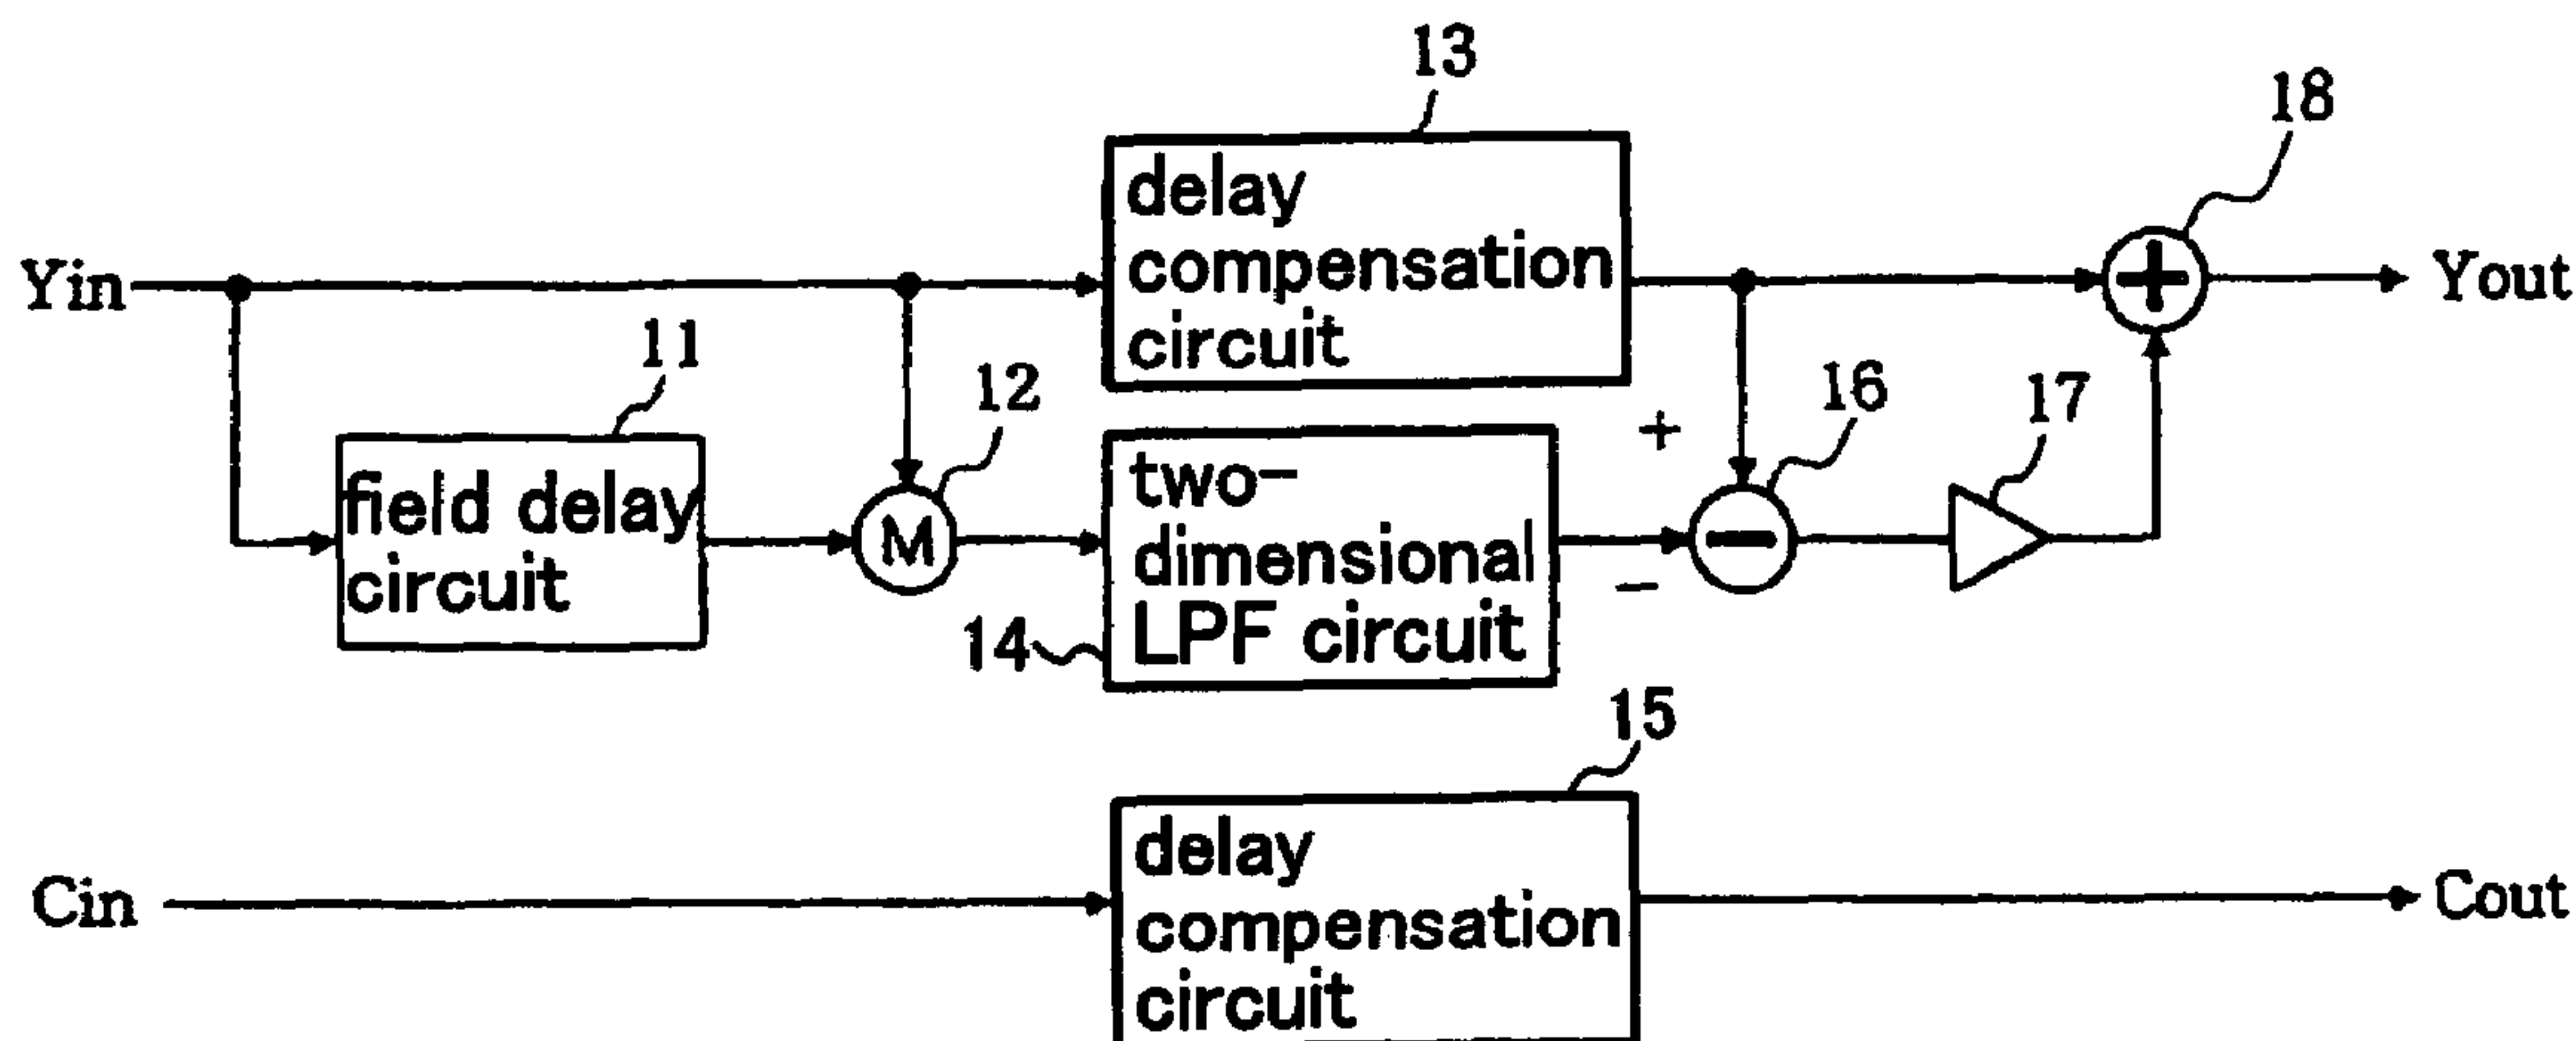 13
18
delay
compensation
circuit
Yin
Yout
11
12
16
17
+
field delay
circuit
M
two-
dimensional
LPF circuit
−
14
15
delay
compensation
circuit
Cin
Cout